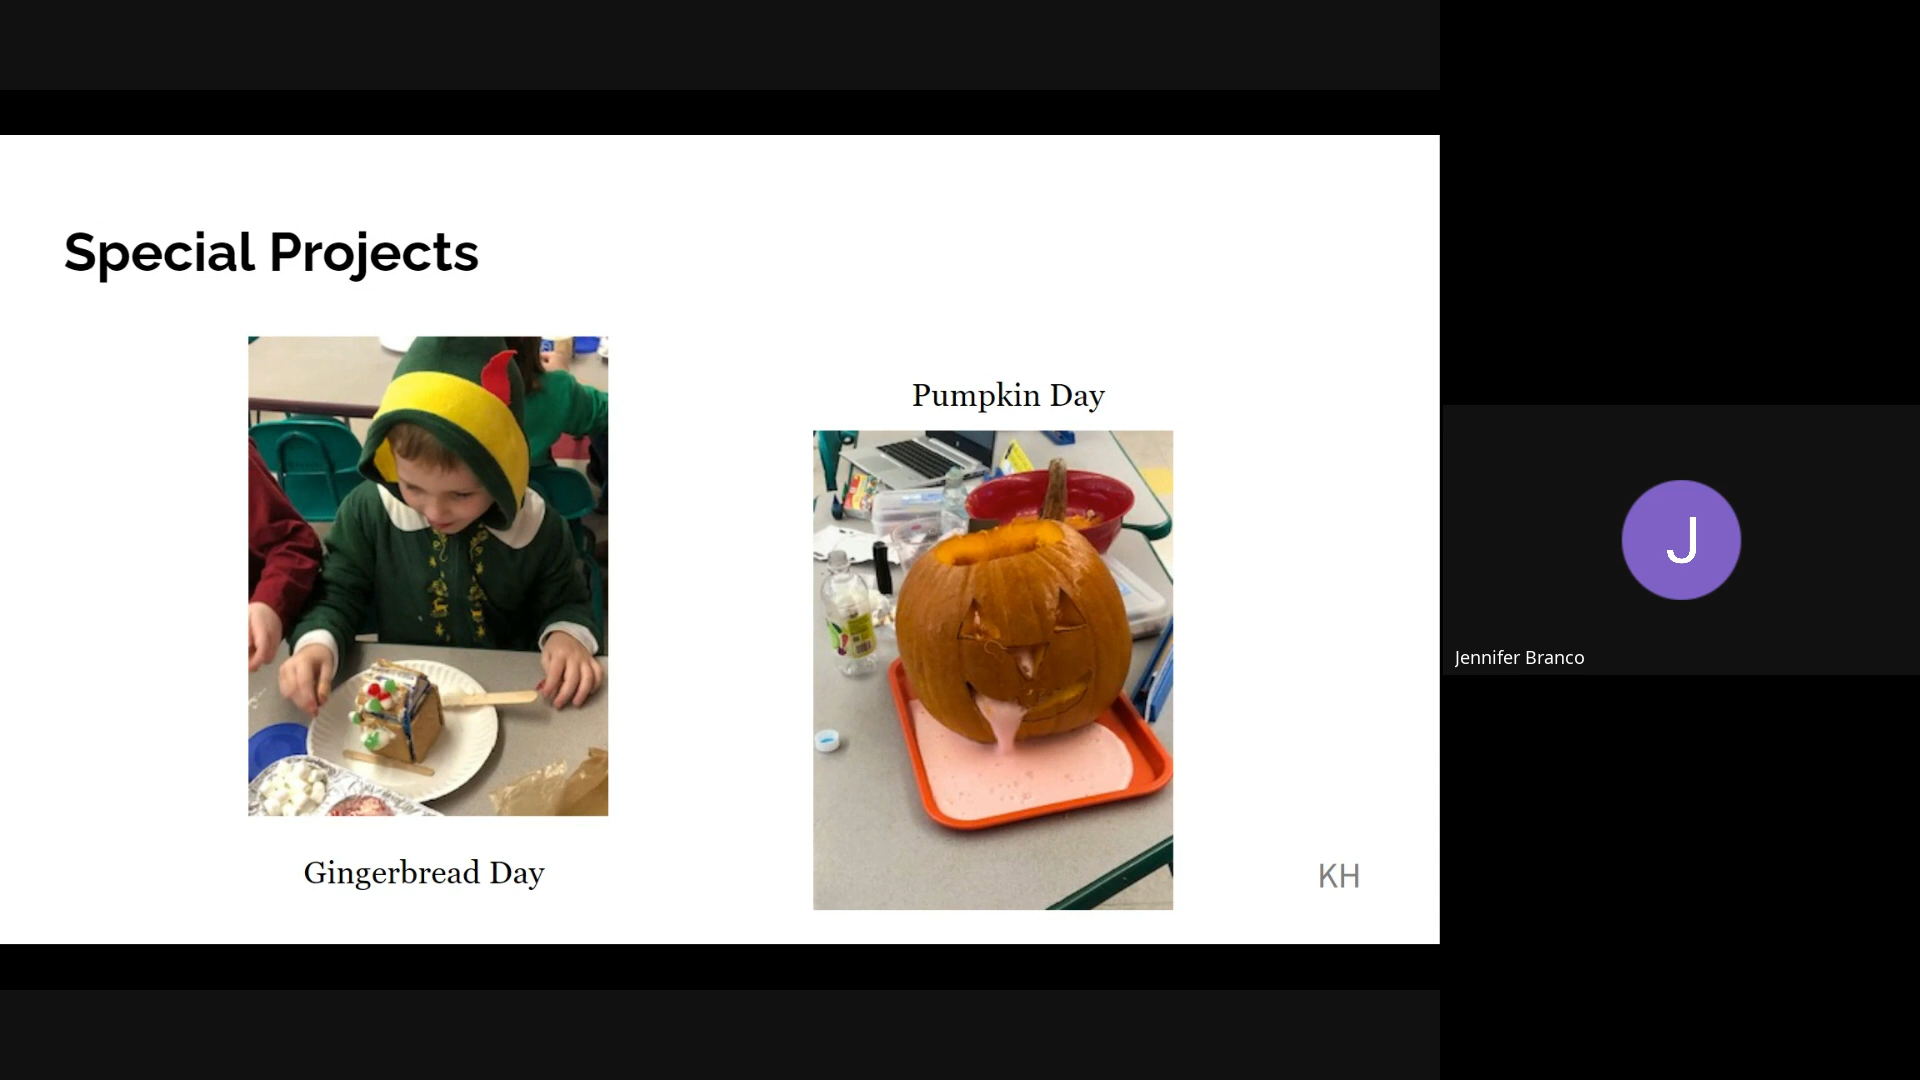 Special Projects
Pumpkin Day
Gingerbread Day
KH
J
Jennifer Branco